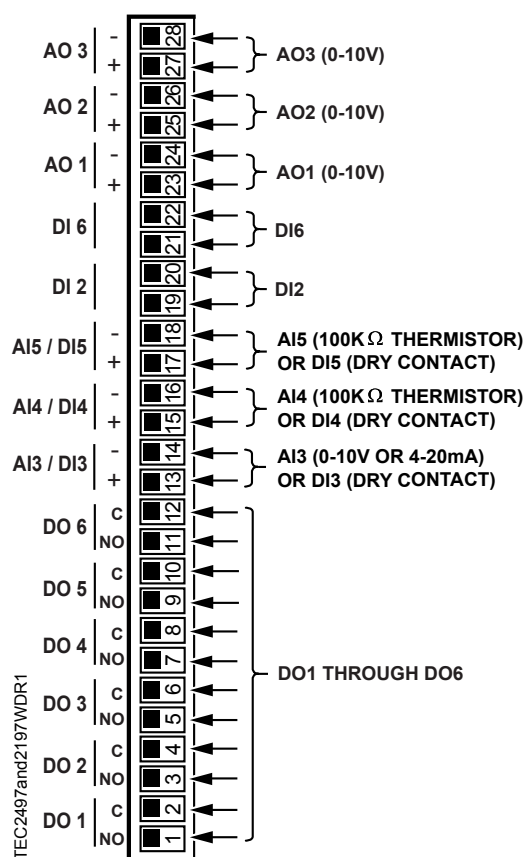 AO 3 - 28
+ 27
AO3 (0-10V)
AO 2 - 26
+ 25
AO2 (0-10V)
AO 1 - 24
+ 23
AO1 (0-10V)
DI 6 22
21
DI6
DI 2 20
19
DI2
AI5 / DI5 - 18
+ 17
AI5 (100KΩ THERMISTOR)
OR DI5 (DRY CONTACT)
AI4 / DI4 - 16
+ 15
AI4 (100KΩ THERMISTOR)
OR DI4 (DRY CONTACT)
AI3 / DI3 - 14
+ 13
AI3 (0-10V OR 4-20mA)
OR DI3 (DRY CONTACT)
DO 6 C 12
NO 11
DO 5 C 10
NO 9
DO 4 C 8
NO 7
DO 3 C 6
NO 5
DO 2 C 4
NO 3
DO 1 C 2
NO 1
DO1 THROUGH DO6
TEC2497and2197WDR1